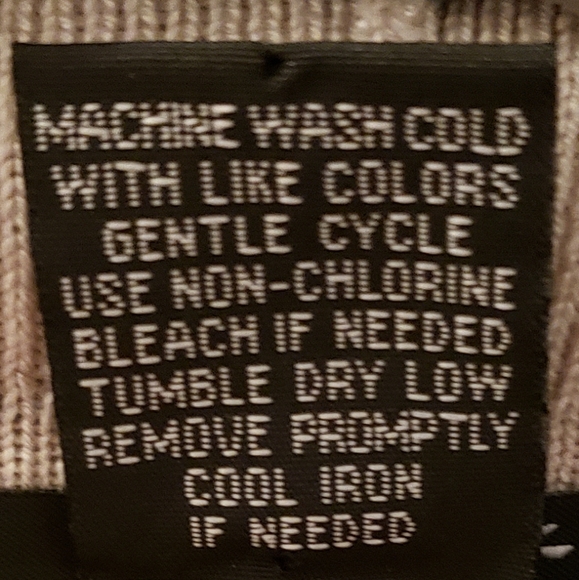 MACHINE WASH COLD
WITH LIKE COLORS
GENTLE CYCLE
USE NON-CHLORINE
BLEACH IF NEEDED
TUMBLE DRY LOW
REMOVE PROMPTLY
COOL IRON
IF NEEDED